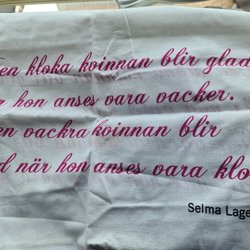 en kloka koinnan blir glad
r hon anses vara vacker.
en vackra koinnan blir
d när hon anses vara klo
Selma Lage